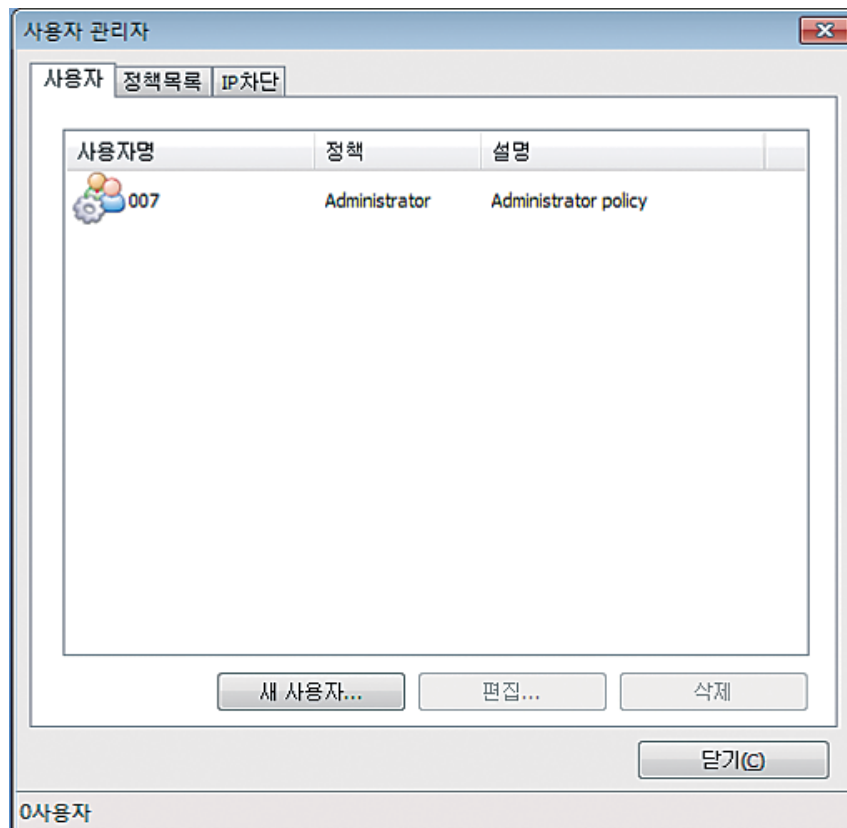 사용자 관리자
사용자 정책목록 IP차단
사용자명 정책 설명
007 Administrator Administrator policy
새 사용자... 편집... 삭제
닫기(C)
0사용자